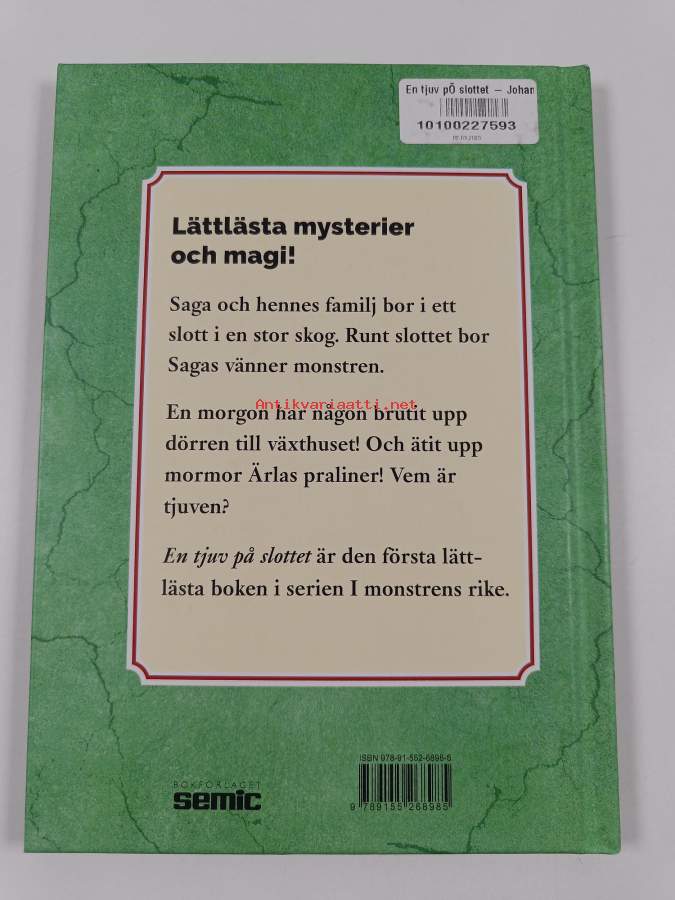 En tjuv pÕ slottet – Johan
10100227593
Lättlästa mysterier
och magi!
Saga och hennes familj bor i ett
slott i en stor skog. Runt slottet bor
Sagas vänner monstren.
Antikvariaatti.net
En morgon har någon brutit upp
dörren till växthuset! Och ätit upp
mormor Ärlas praliner! Vem är
tjuven?
En tjuv på slottet är den första lätt-
lästa boken i serien I monstrens rike.
BOKFÖRLAGET
semic
ISBN 978-91-552-6898-5
9 789155 268985